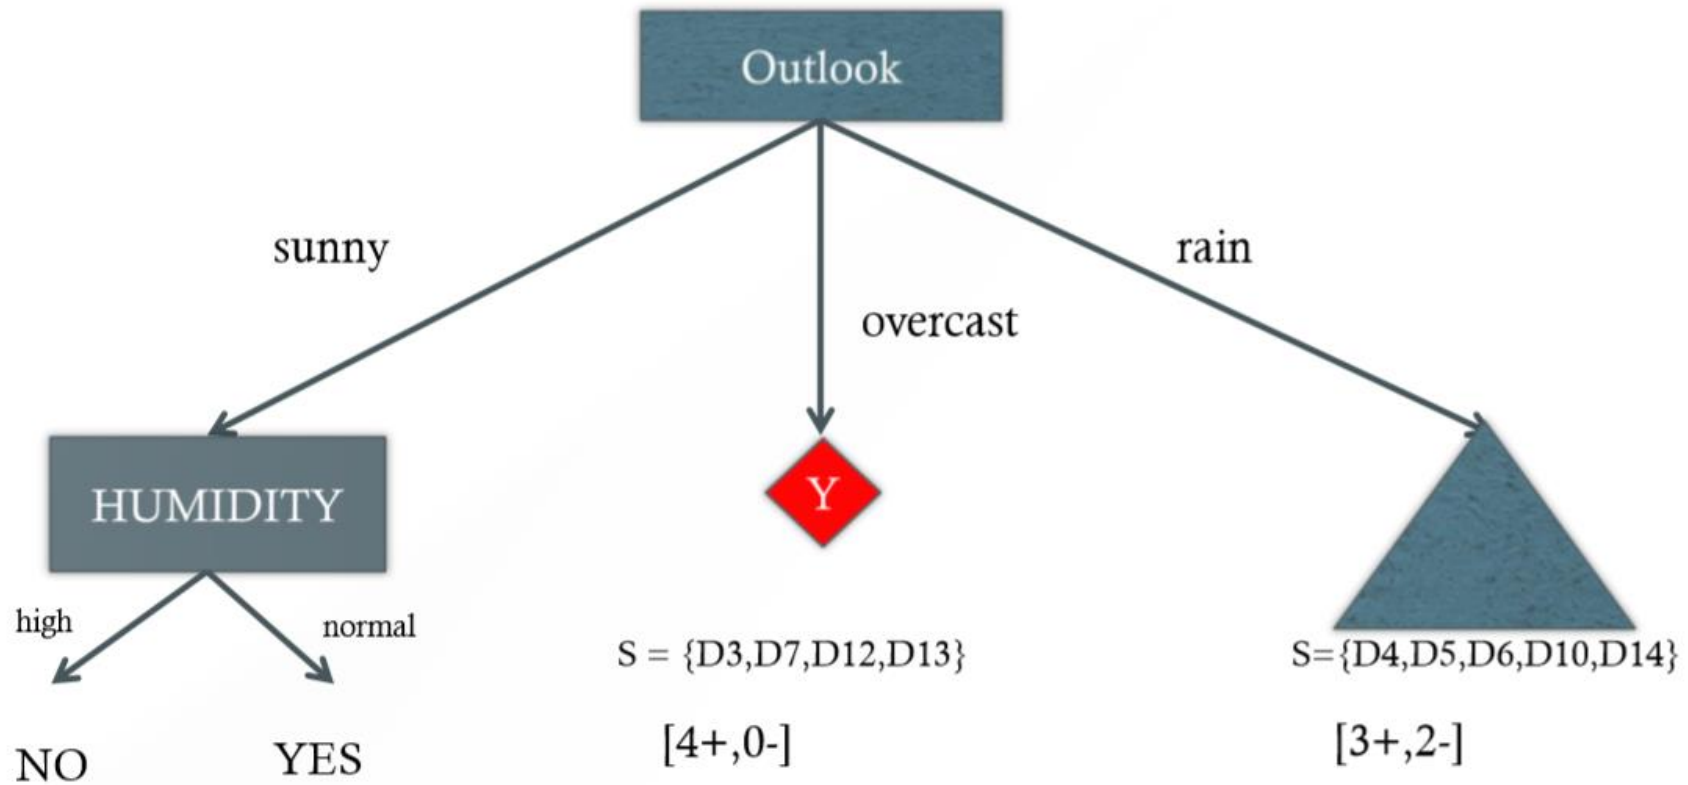 Outlook
sunny
rain
overcast
HUMIDITY
Y
high
normal
S = {D3,D7,D12,D13}
S={D4,D5,D6,D10,D14}
[4+,0-]
[3+,2-]
NO
YES